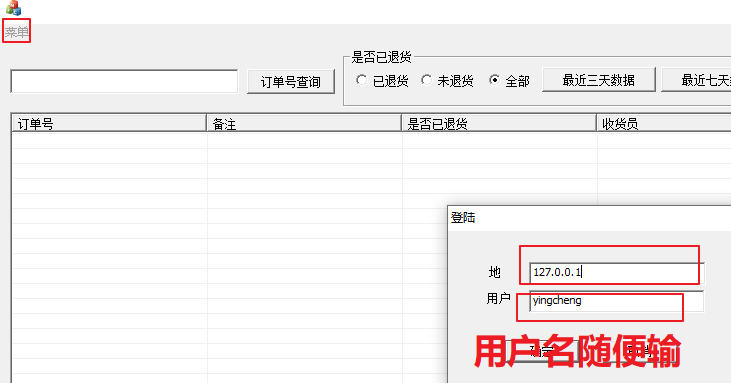 菜单
是否已退货
订单号查询
已退货
未退货
全部
最近三天数据
最近七天
订单号
备注
是否已退货
收货员
登陆
地
127.0.0.1
用户
yingcheng
用户名随便输